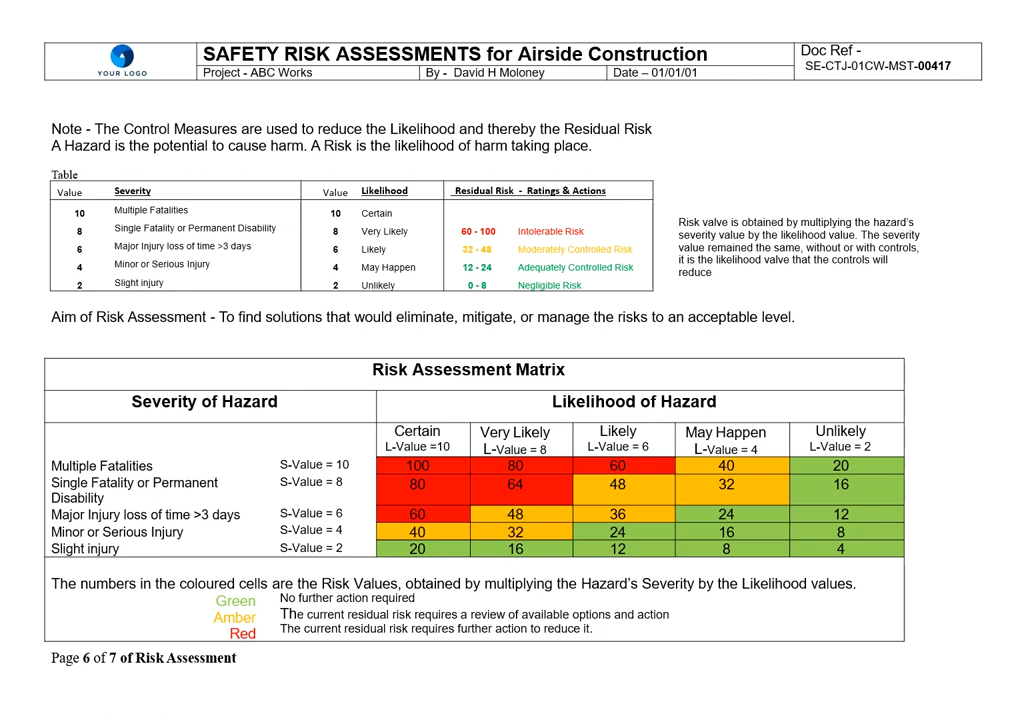 YOUR LOGO
SAFETY RISK ASSESSMENTS for Airside Construction
Doc Ref -
SE-CTJ-01CW-MST-00417
Project - ABC Works
By - David H Moloney
Date – 01/01/01
Note - The Control Measures are used to reduce the Likelihood and thereby the Residual Risk
A Hazard is the potential to cause harm. A Risk is the likelihood of harm taking place.
Table
Value Severity Value Likelihood Residual Risk - Ratings & Actions
10 Multiple Fatalities 10 Certain
8 Single Fatality or Permanent Disability 8 Very Likely 60 - 100 Intolerable Risk
6 Major Injury loss of time >3 days 6 Likely 32 - 48 Moderately Controlled Risk
4 Minor or Serious Injury 4 May Happen 12 - 24 Adequately Controlled Risk
2 Slight injury 2 Unlikely 0 - 8 Negligible Risk
Risk valve is obtained by multiplying the hazard's
severity value by the likelihood value. The severity
value remained the same, without or with controls,
it is the likelihood valve that the controls will
reduce
Aim of Risk Assessment - To find solutions that would eliminate, mitigate, or manage the risks to an acceptable level.
Risk Assessment Matrix
Severity of Hazard Likelihood of Hazard
Certain Very Likely Likely May Happen Unlikely
L-Value =10 L-Value = 8 L-Value = 6 L-Value = 4 L-Value = 2
Multiple Fatalities S-Value = 10 100 80 60 40 20
Single Fatality or Permanent S-Value = 8 80 64 48 32 16
Disability
Major Injury loss of time >3 days S-Value = 6 60 48 36 24 12
Minor or Serious Injury S-Value = 4 40 32 24 16 8
Slight injury S-Value = 2 20 16 12 8 4
The numbers in the coloured cells are the Risk Values, obtained by multiplying the Hazard's Severity by the Likelihood values.
Green No further action required
Amber The current residual risk requires a review of available options and action
Red The current residual risk requires further action to reduce it.
Page 6 of 7 of Risk Assessment